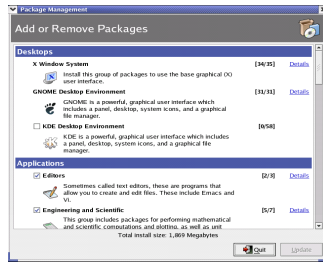 Package Management
Add or Remove Packages
Desktops
X Window System [34/35] Details
Install this group of packages to use the base graphical (X)
user interface.
GNOME Desktop Environment [31/31] Details
GNOME is a powerful, graphical user interface which
includes a panel, desktop, system icons, and a graphical
file manager.
KDE Desktop Environment [0/58]
KDE is a powerful, graphical user interface which includes
a panel, desktop, system icons, and a graphical file
manager.
Applications
Editors [2/3] Details
Sometimes called text editors, these are programs that
allow you to create and edit files. These include Emacs and
Vi.
Engineering and Scientific [5/7] Details
This group includes packages for performing mathematical
and scientific computations and plotting, as well as unit
Total install size: 1,869 Megabytes
Quit
Update